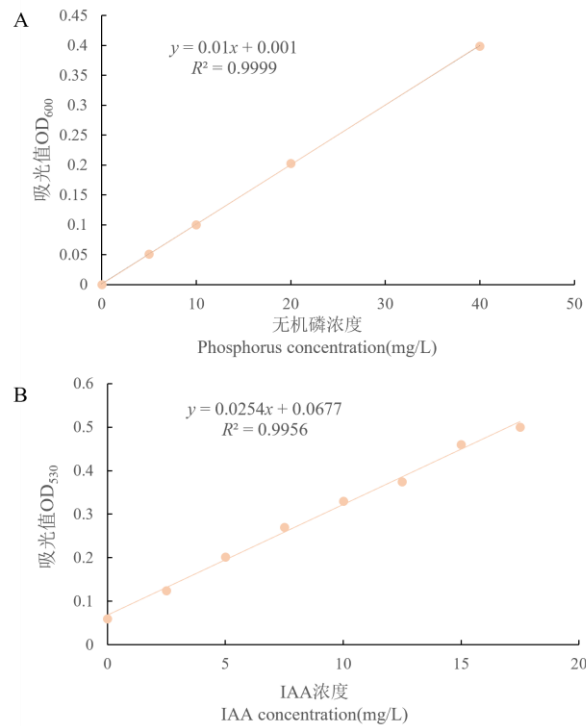 A
y = 0.01x + 0.001
R² = 0.9999
吸光值OD₆₀₀
0.4
0.35
0.3
0.25
0.2
0.15
0.1
0.05
0
0 10 20 30 40 50
无机磷浓度
Phosphorus concentration(mg/L)
B
y = 0.0254x + 0.0677
R² = 0.9956
吸光值OD₅₃₀
0.6
0.5
0.4
0.3
0.2
0.1
0
0 5 10 15 20
IAA浓度
IAA concentration(mg/L)